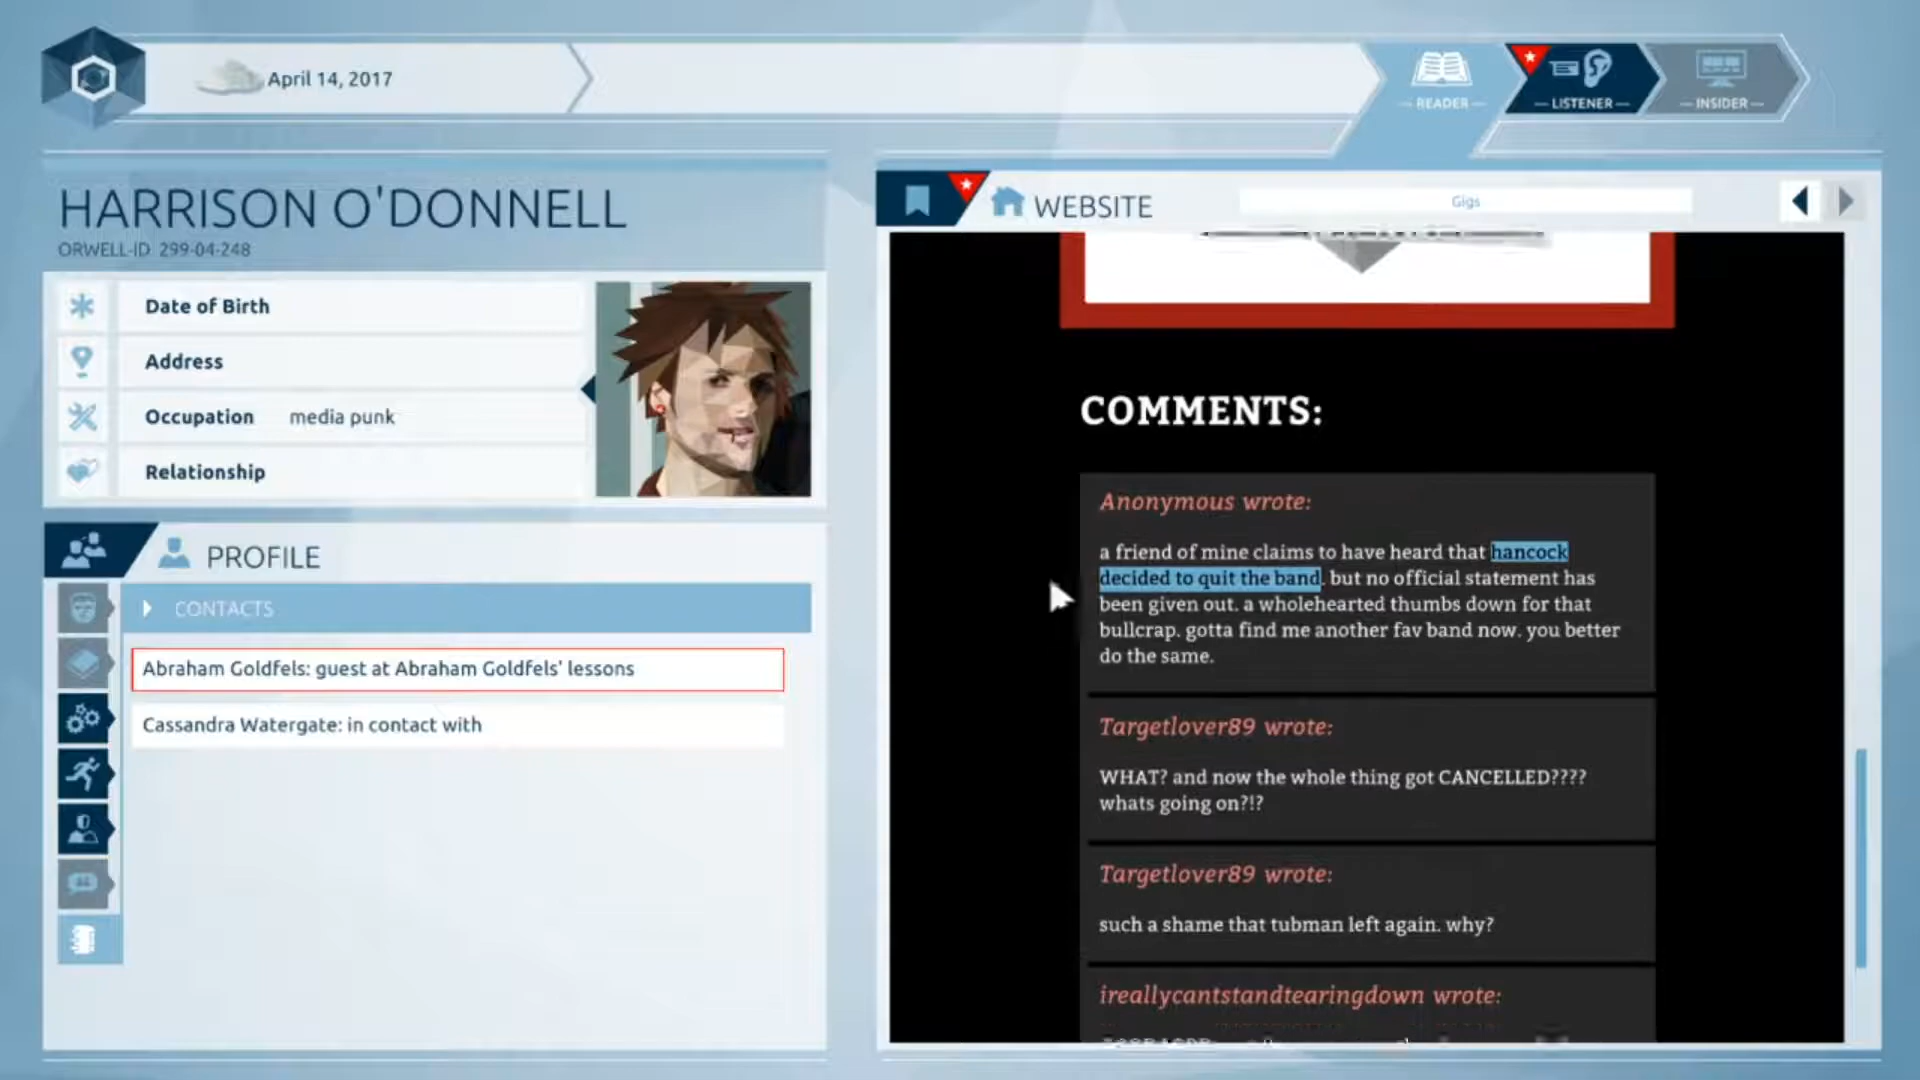 April 14, 2017
READER
LISTENER
INSIDER
HARRISON O'DONNELL
ORWELL-ID 299-04-248
Date of Birth
Address
Occupation media punk
Relationship
PROFILE
CONTACTS
Abraham Goldfels: guest at Abraham Goldfels' lessons
Cassandra Watergate: in contact with
WEBSITE
Gigs
COMMENTS:
Anonymous wrote:
a friend of mine claims to have heard that hancock
decided to quit the band. but no official statement has
been given out. a wholehearted thumbs down for that
bullcrap. gotta find me another fav band now. you better
do the same.
Targetlover89 wrote:
WHAT? and now the whole thing got CANCELLED????
whats going on?!?
Targetlover89 wrote:
such a shame that tubman left again. why?
ireallycantstandtearingdown wrote: